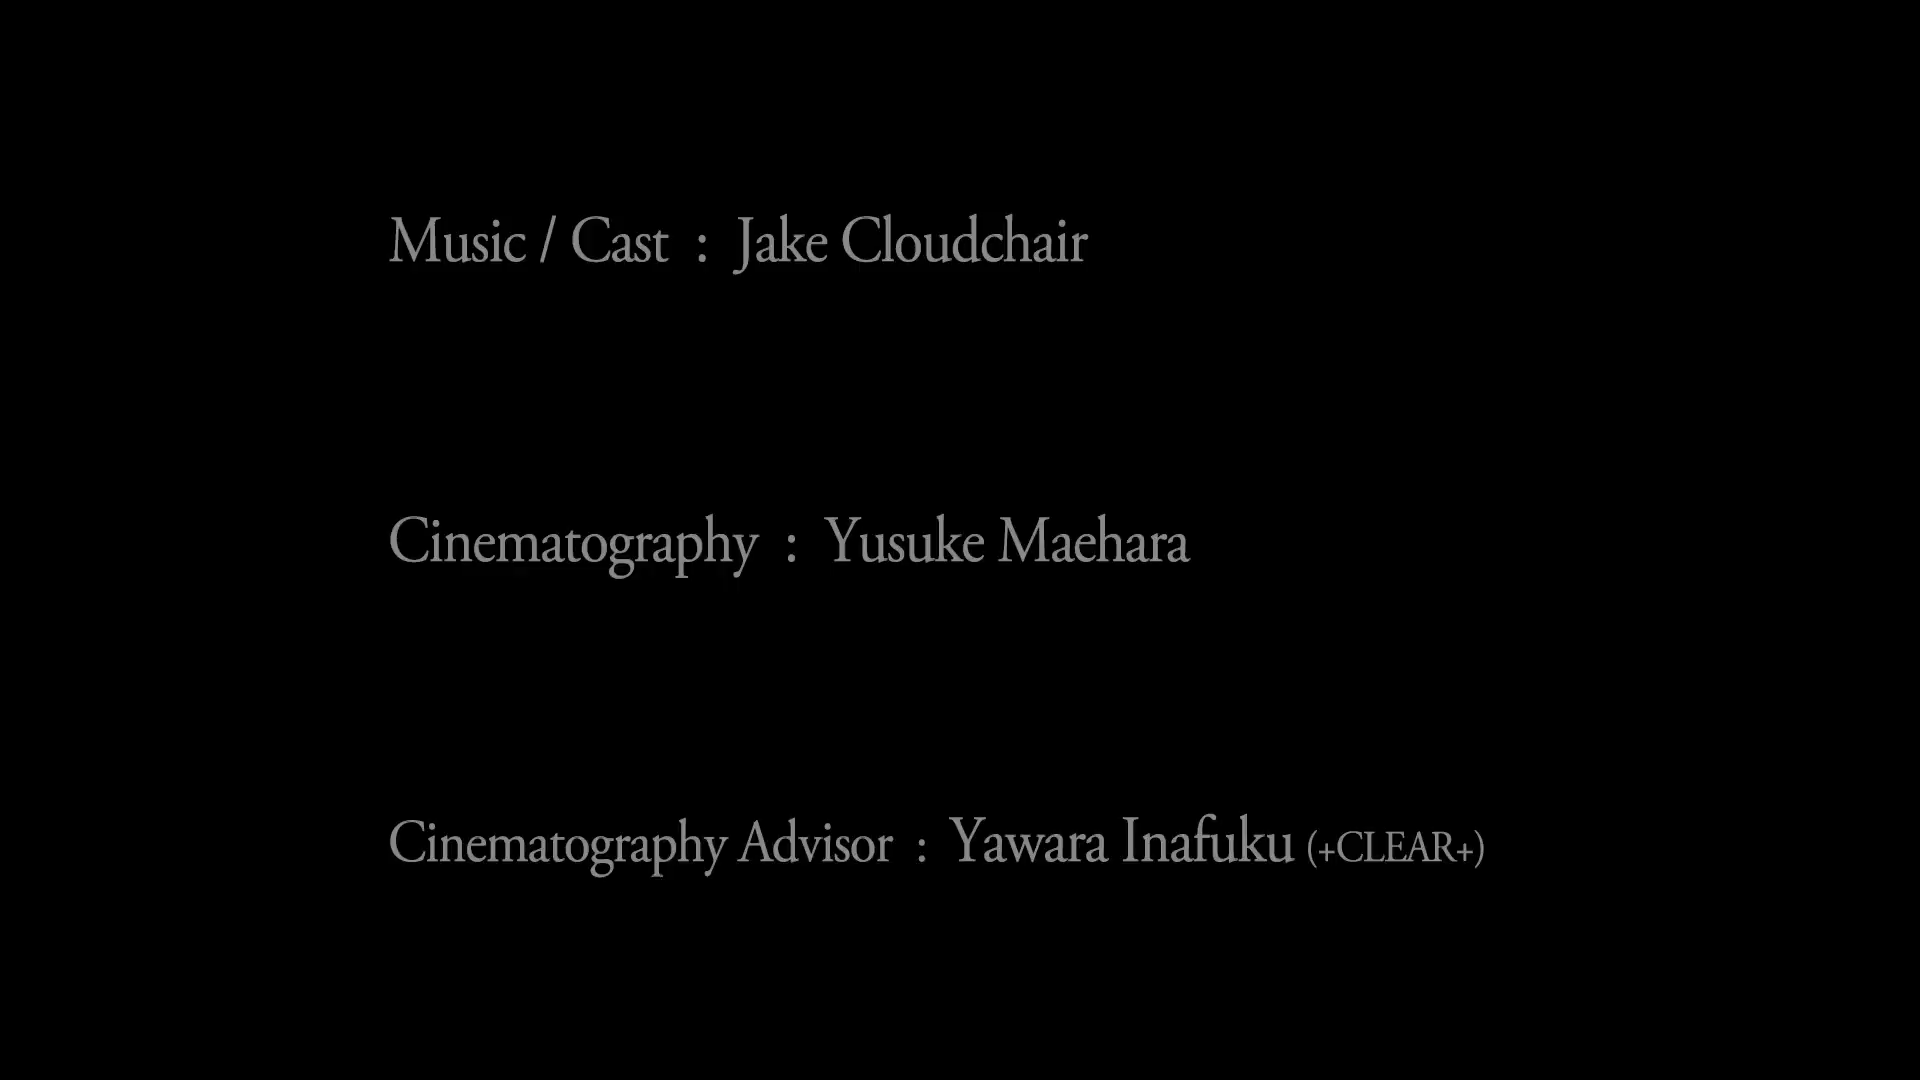 Music / Cast : Jake Cloudchair
Cinematography : Yusuke Maehara
Cinematography Advisor : Yawara Inafuku (+CLEAR+)